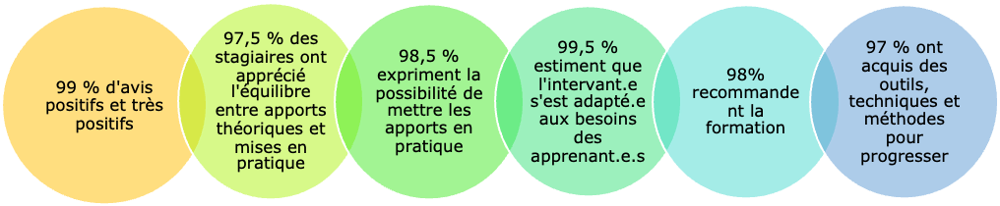 99 % d'avis
positifs et très
positifs
97,5 % des
stagiaires ont
apprécié
l'équilibre
entre apports
théoriques et
mises en
pratique
98,5 %
expriment la
possibilité de
mettre les
apports en
pratique
99,5 %
estiment que
l'intervant.e
s'est adapté.e
aux besoins
des
apprenant.e.s
98%
recommande
nt la
formation
97 % ont
acquis des
outils,
techniques et
méthodes
pour
progresser